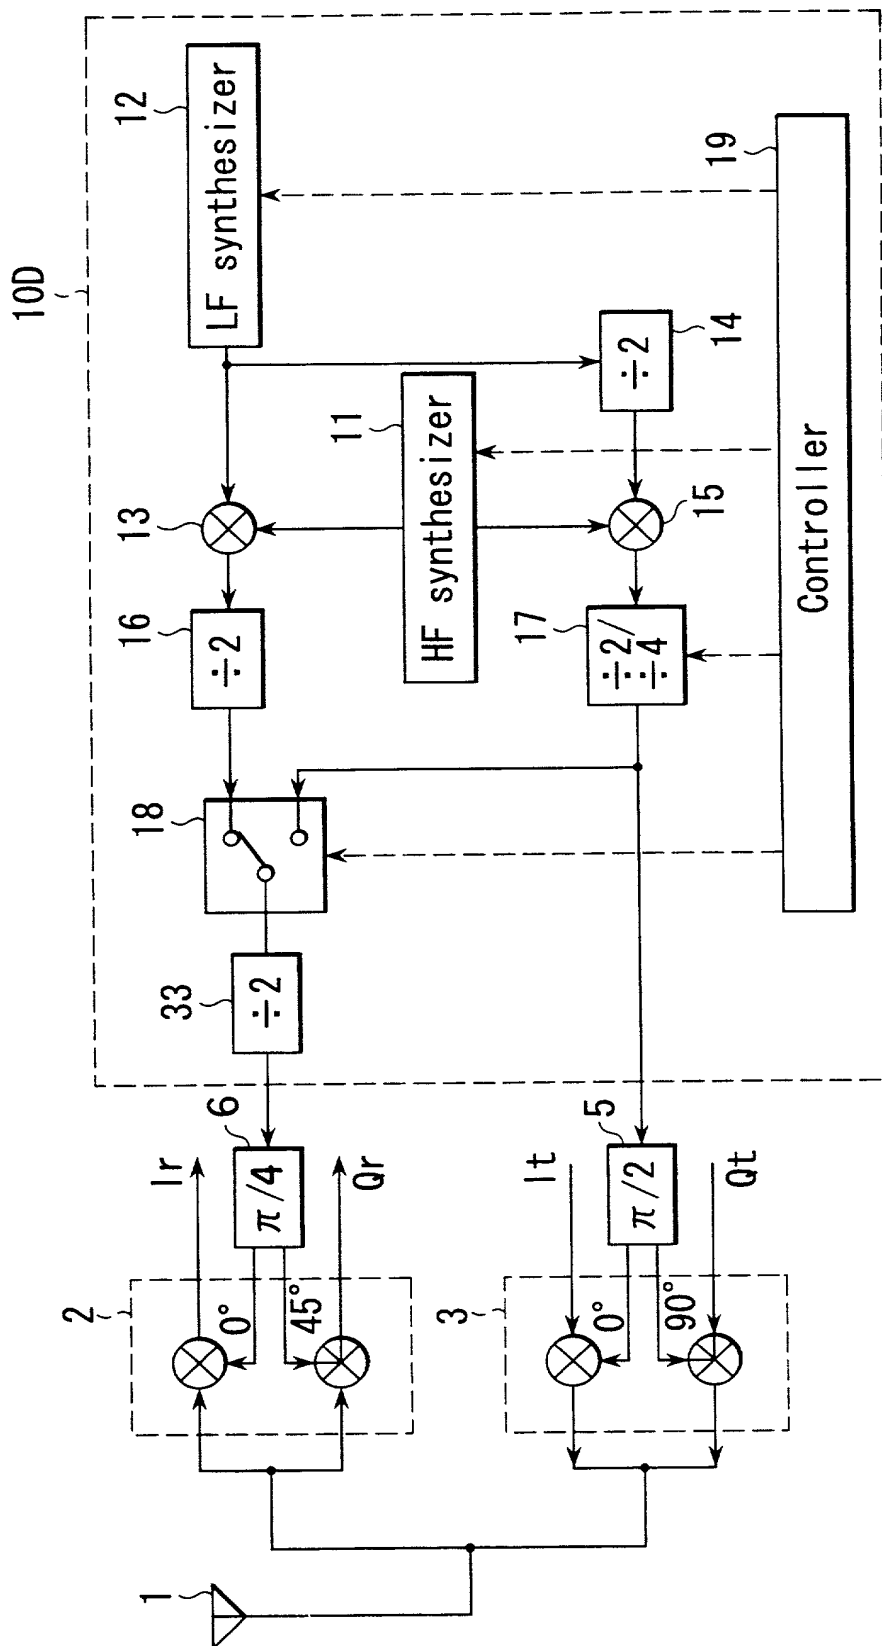 10D
1
2
Ir
0°
45°
Qr
6
π/4
33
÷2
18
16
÷2
13
12
LF synthesizer
11
HF synthesizer
14
÷2
15
17
÷2/
÷4
3
It
0°
90°
Qt
5
π/2
19
Controller